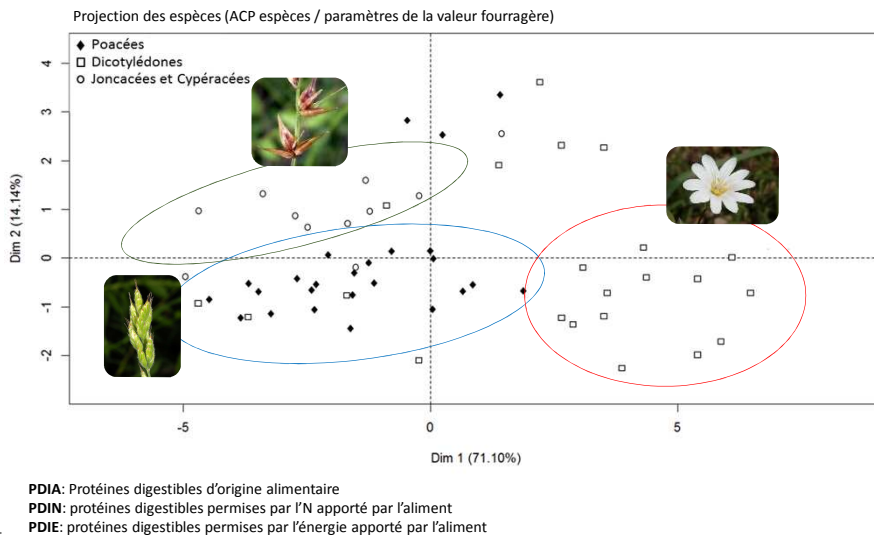 Projection des espèces (ACP espèces / paramètres de la valeur fourragère)
Poacées
Dicotylédones
Joncacées et Cypéracées
4
3
2
1
0
-1
-2
Dim 2 (14.14%)
-5 0 5
Dim 1 (71.10%)
PDIA: Protéines digestibles d'origine alimentaire
PDIN: protéines digestibles permises par l'N apporté par l'aliment
PDIE: protéines digestibles permises par l'énergie apporté par l'aliment